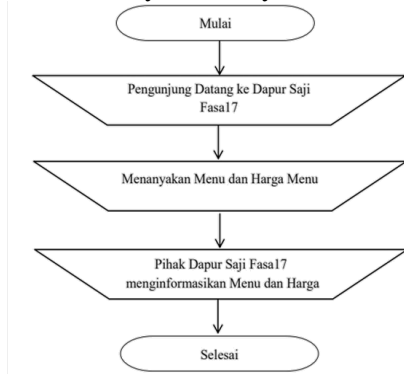 Mulai
Pengunjung Datang ke Dapur Saji
Fasa17
Menanyakan Menu dan Harga Menu
Pihak Dapur Saji Fasa17
menginformasikan Menu dan Harga
Selesai